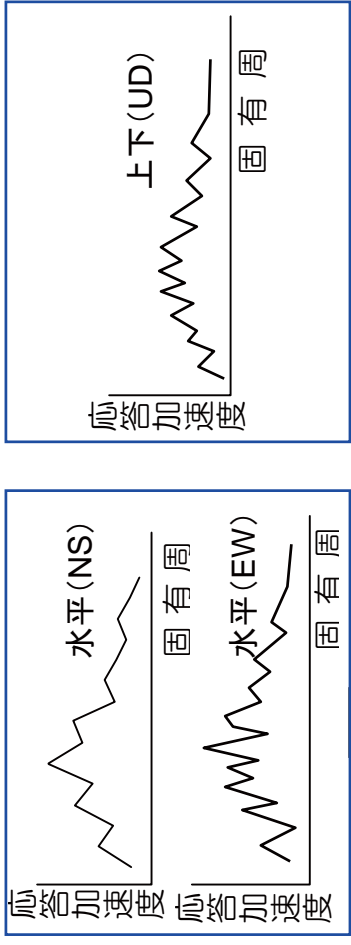 水平(NS)
応答加速度
固有周
水平(EW)
応答加速度
固有周
上下(UD)
応答加速度
固有周